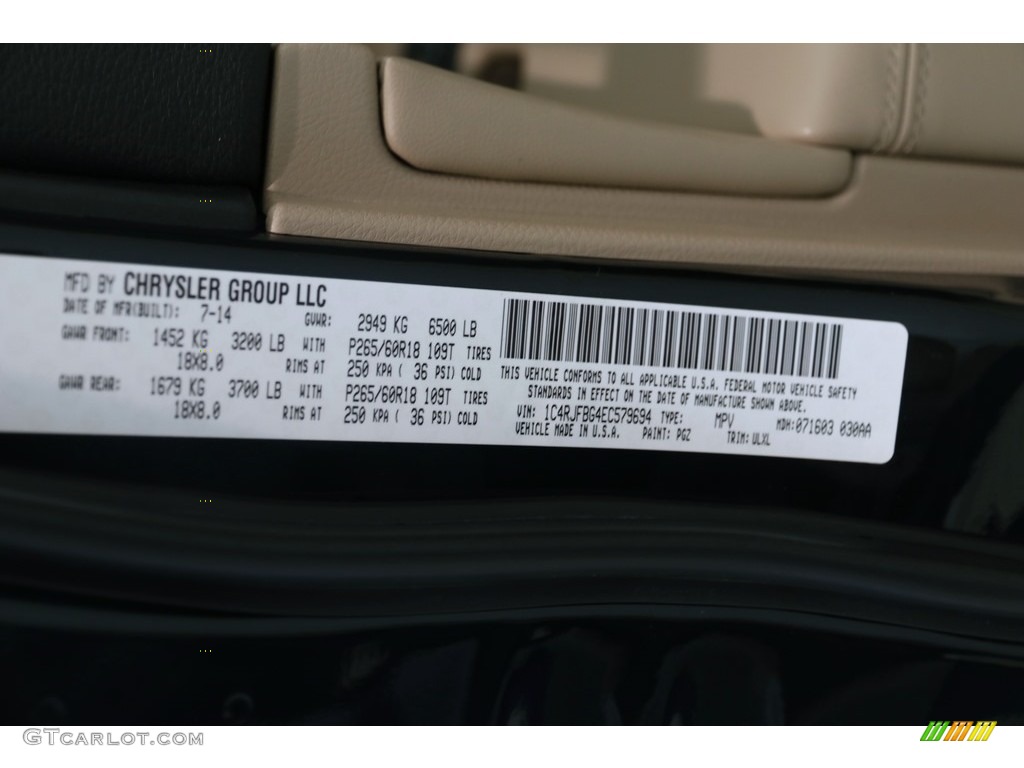 MFD BY CHRYSLER GROUP LLC
DATE OF MFR(BUILT): 7-14 GVWR: 2949 KG 6500 LB
GAWR FRONT: 1452 KG 3200 LB WITH P265/60R18 109T TIRES
18X8.0 RIMS AT 250 KPA ( 36 PSI) COLD
GAWR REAR: 1679 KG 3700 LB WITH P265/60R18 109T TIRES
18X8.0 RIMS AT 250 KPA ( 36 PSI) COLD
THIS VEHICLE CONFORMS TO ALL APPLICABLE U.S.A. FEDERAL MOTOR VEHICLE SAFETY
STANDARDS IN EFFECT ON THE DATE OF MANUFACTURE SHOWN ABOVE.
VIN: 1C4RJFBG4EC579694 TYPE: MPV MDH:071603 030AA
VEHICLE MADE IN U.S.A. PAINT: PGZ TRIM: ULXL
GTCARLOT.COM